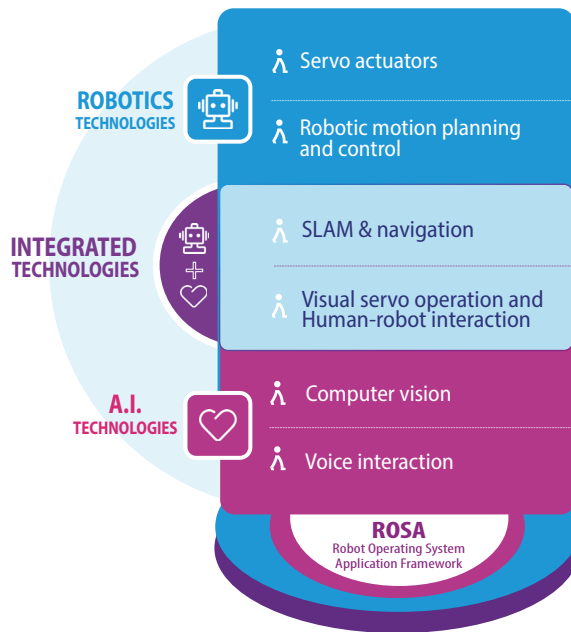 Servo actuators
ROBOTICS
TECHNOLOGIES
Robotic motion planning
and control
INTEGRATED
TECHNOLOGIES
SLAM & navigation
Visual servo operation and
Human-robot interaction
A.I.
TECHNOLOGIES
Computer vision
Voice interaction
ROSA
Robot Operating System
Application Framework